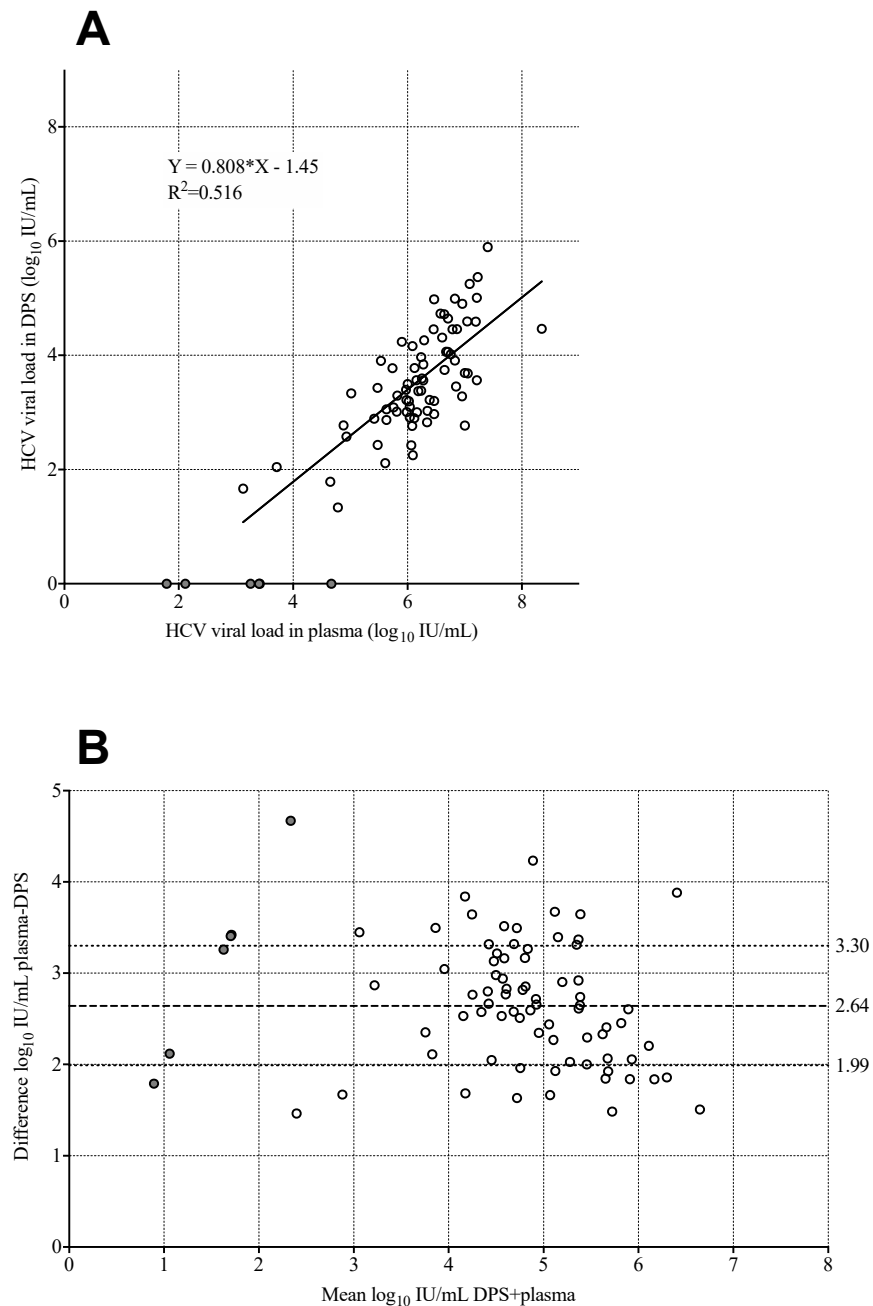 A
8
6
4
2
0
Y = 0.808*X - 1.45
R²=0.516
HCV viral load in DPS (log₁₀ IU/mL)
0 2 4 6 8
HCV viral load in plasma (log₁₀ IU/mL)
B
5
4
3
2
1
0
Difference log₁₀ IU/mL plasma-DPS
3.30
2.64
1.99
0 1 2 3 4 5 6 7 8
Mean log₁₀ IU/mL DPS+plasma